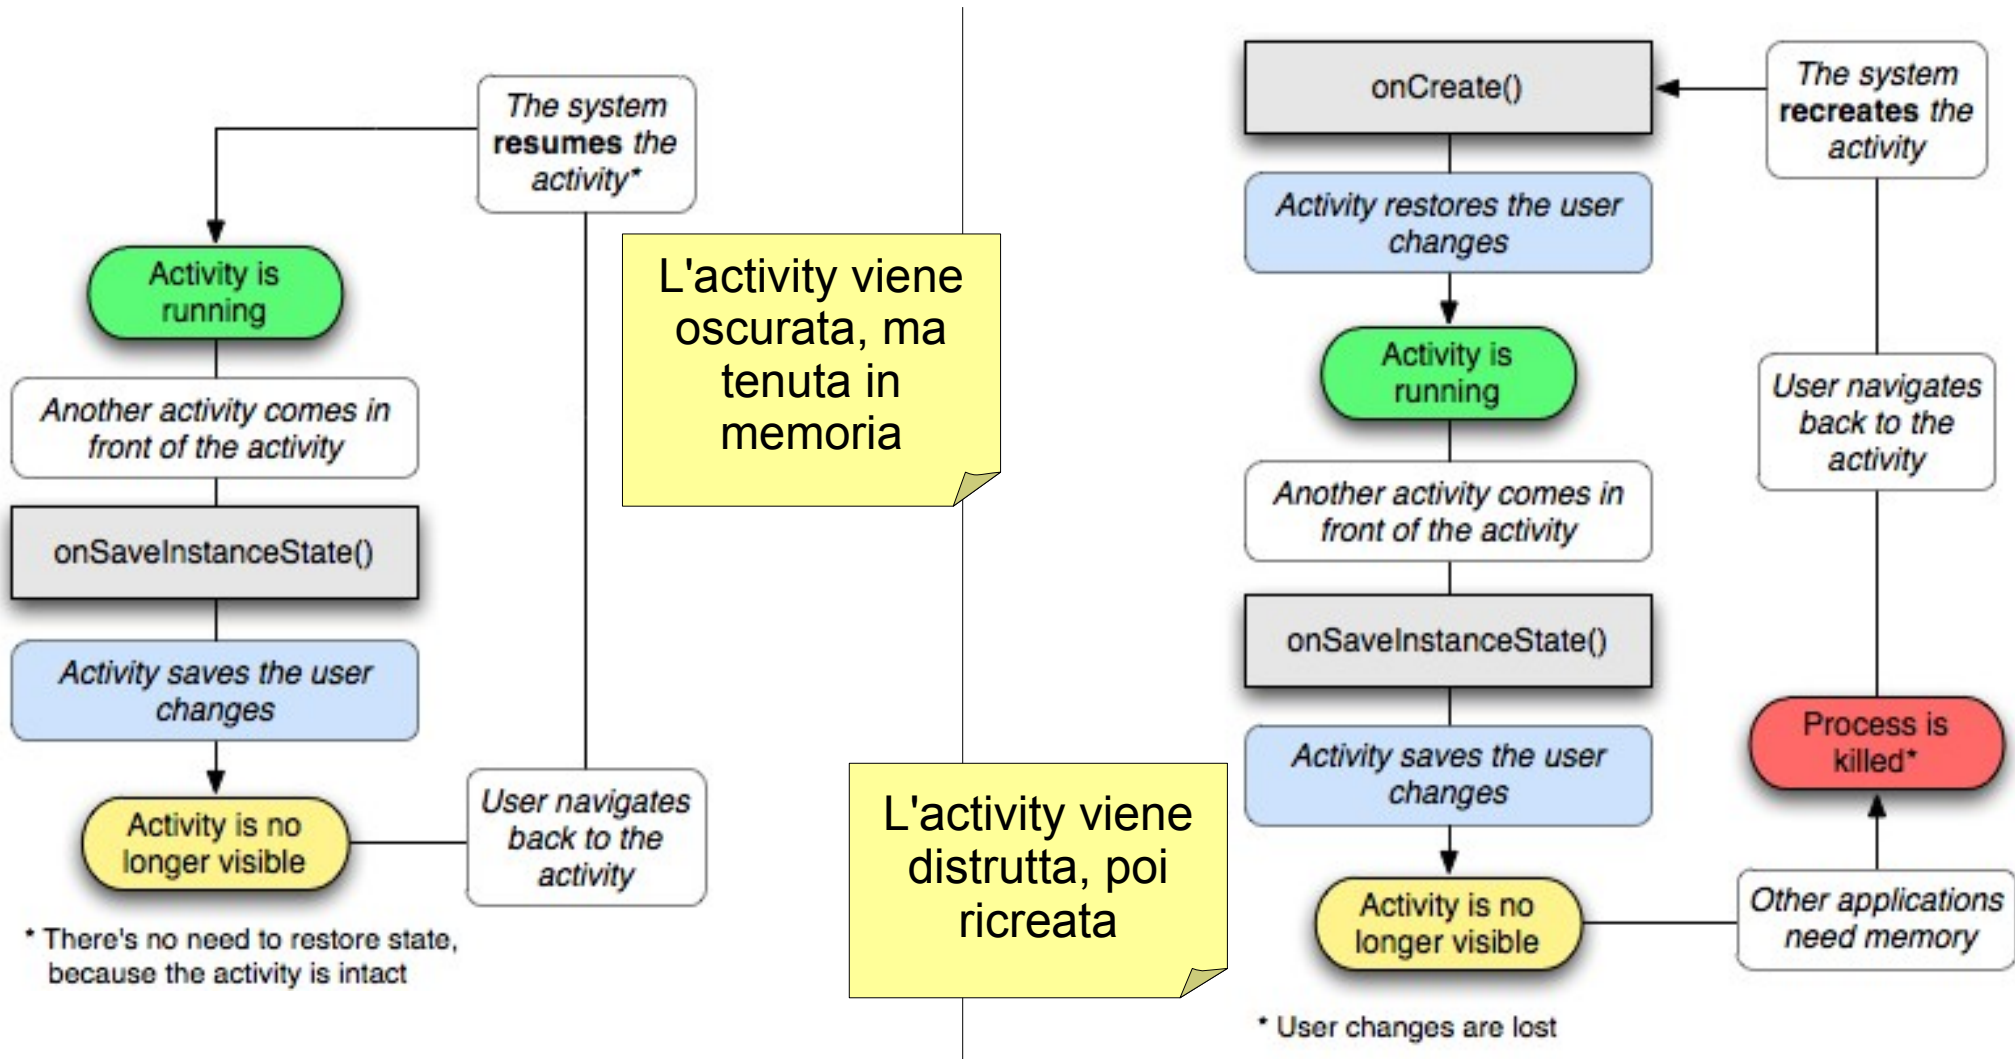 The system
resumes the
activity*
Activity is
running
Another activity comes in
front of the activity
onSaveInstanceState()
Activity saves the user
changes
Activity is no
longer visible
User navigates
back to the
activity
* There's no need to restore state,
because the activity is intact
L'activity viene
oscurata, ma
tenuta in
memoria
L'activity viene
distrutta, poi
ricreata
onCreate()
The system
recreates the
activity
Activity restores the user
changes
Activity is
running
User navigates
back to the
activity
Another activity comes in
front of the activity
onSaveInstanceState()
Activity saves the user
changes
Process is
killed*
Activity is no
longer visible
Other applications
need memory
* User changes are lost